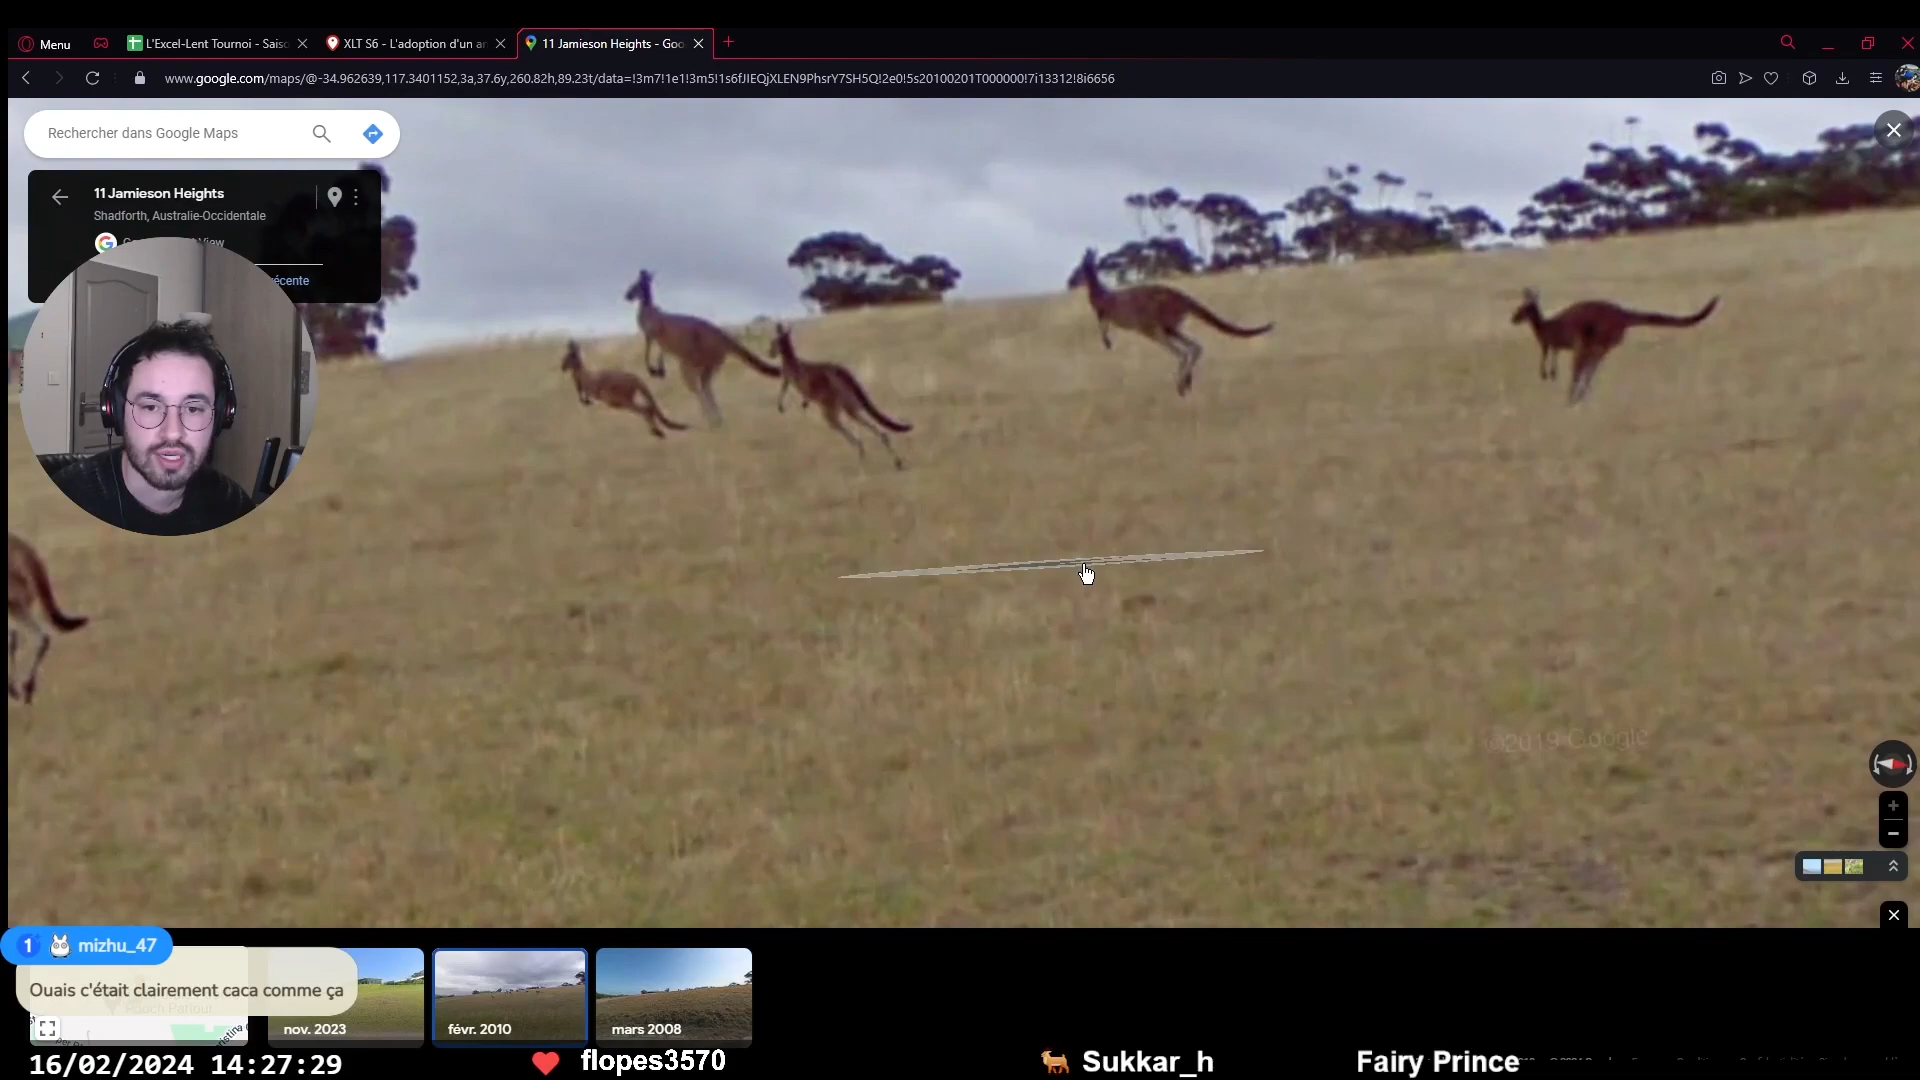 Menu
L'Excel-Lent Tournoi - Saiso
XLT S6 - L'adoption d'un an
11 Jamieson Heights - Goo
www.google.com/maps/@-34.962639,117.3401152,3a,37.6y,260.82h,89.23t/data=!3m7!1e1!3m5!1s6fJIEQjXLEN9PhsrY7SH5Q!2e0!5s20100201T000000!7i13312!8i6656
Rechercher dans Google Maps
11 Jamieson Heights
Shadforth, Australie-Occidentale
View
écente
©2019 Google
1 mizhu_47
Ouais c'était clairement caca comme ça
nov. 2023
févr. 2010
mars 2008
16/02/2024 14:27:29
flopes3570
Sukkar_h
Fairy Prince